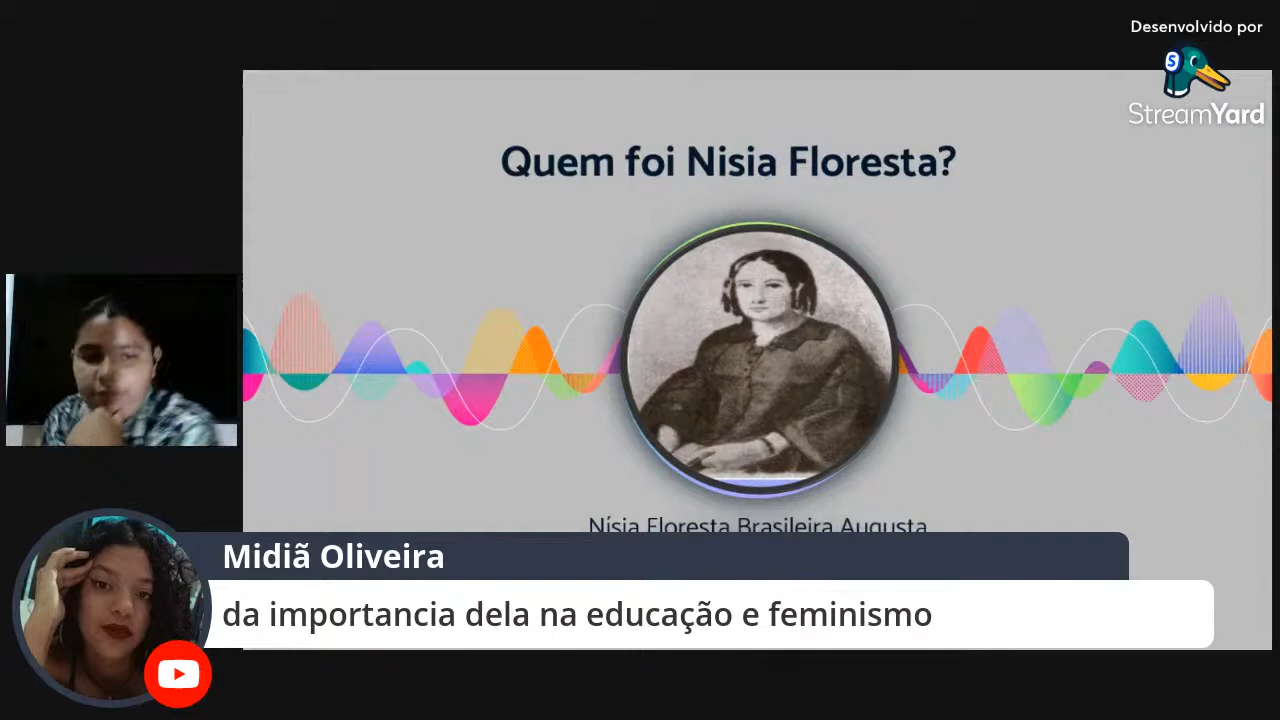 Desenvolvido por
S
StreamYard
Quem foi Nisia Floresta?
Nísia Floresta Brasileira Augusta
Midiã Oliveira
da importancia dela na educação e feminismo